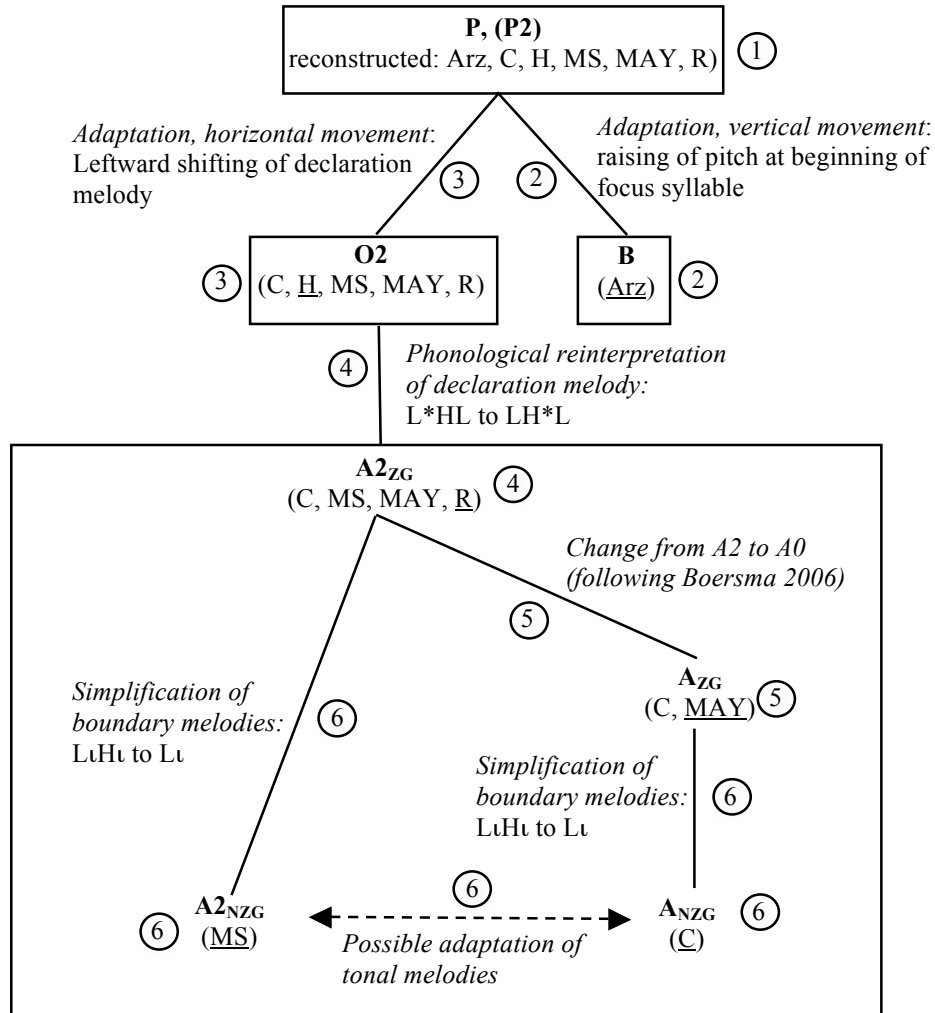 P, (P2)
reconstructed: Arz, C, H, MS, MAY, R)
1
Adaptation, horizontal movement:
Leftward shifting of declaration
melody
3
Adaptation, vertical movement:
raising of pitch at beginning of
focus syllable
2
O2
(C, H, MS, MAY, R)
3
B
(Arz)
2
4
Phonological reinterpretation
of declaration melody:
L*HL to LH*L
A2ZG
(C, MS, MAY, R)
4
Change from A2 to A0
(following Boersma 2006)
5
Simplification of
boundary melodies:
LιHι to Lι
6
AZG
(C, MAY)
5
Simplification of
boundary melodies:
LιHι to Lι
6
A2NZG
(MS)
6
6
Possible adaptation of
tonal melodies
ANZG
(C)
6